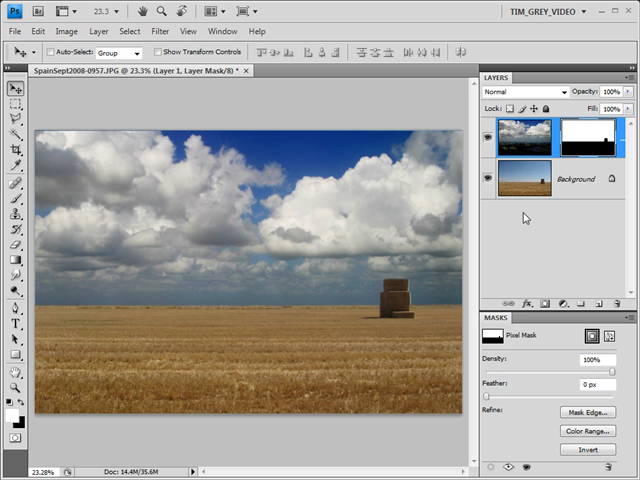 Ps Br 23.3 TIM_GREY_VIDEO
File Edit Image Layer Select Filter View Window Help
Auto-Select: Group Show Transform Controls
SpainSept2008-0957.JPG @ 23.3% (Layer 1, Layer Mask/8) *
LAYERS
Normal Opacity: 100%
Lock: Fill: 100%
Background
fx
MASKS
Pixel Mask
Density: 100%
Feather: 0 px
Refine: Mask Edge...
Color Range...
Invert
T
23.28% Doc: 14.4M/35.6M